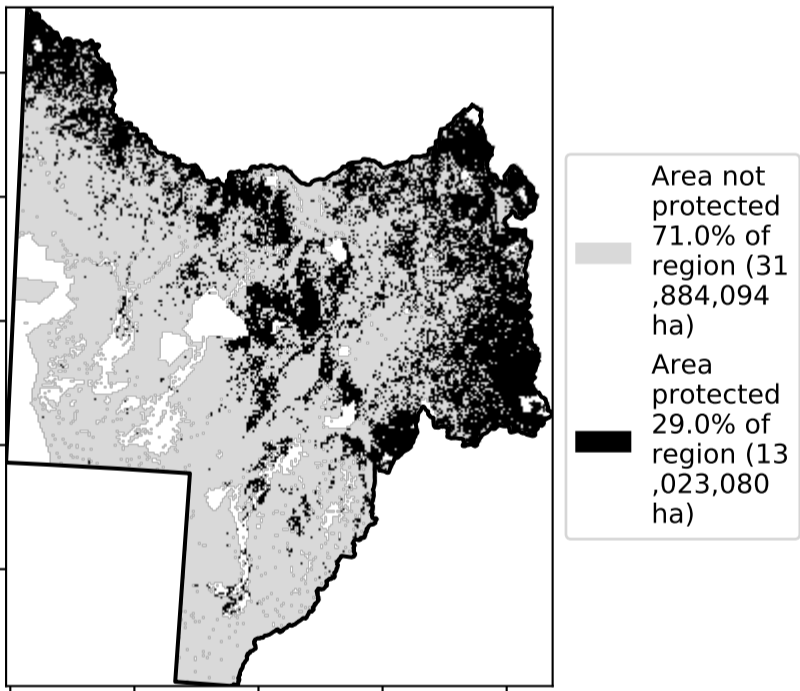 Area not
protected
71.0% of
region (31
,884,094
ha)
Area
protected
29.0% of
region (13
,023,080
ha)